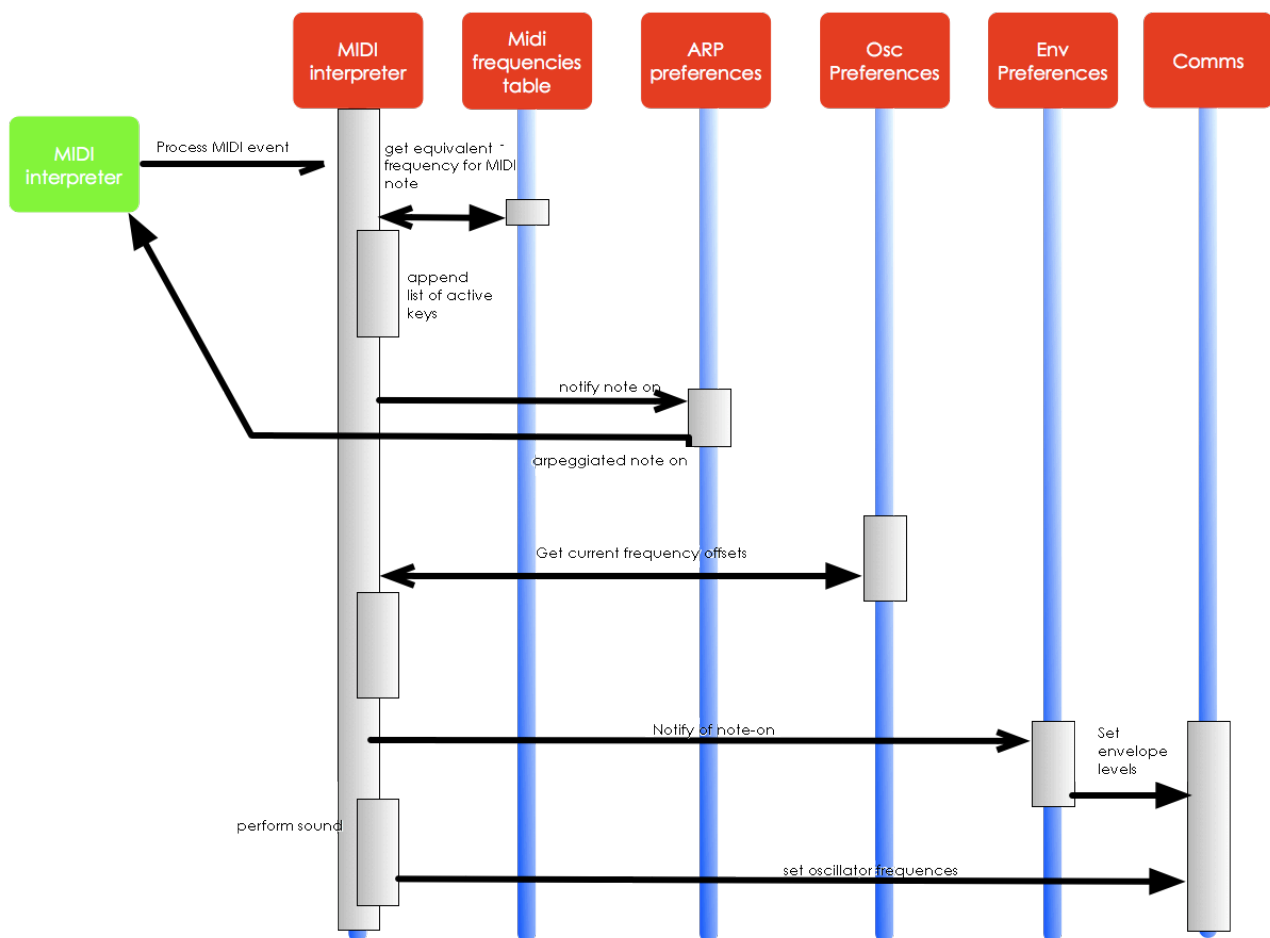 MIDI
interpreter
Midi
frequencies
table
ARP
preferences
Osc
Preferences
Env
Preferences
Comms
MIDI
interpreter
Process MIDI event
get equivalent -
frequency for MIDI
note
append
list of active
keys
notify note on
arpeggiated note on
Get current frequency offsets
Notify of note-on
Set
envelope
levels
perform sound
set oscillator frequences